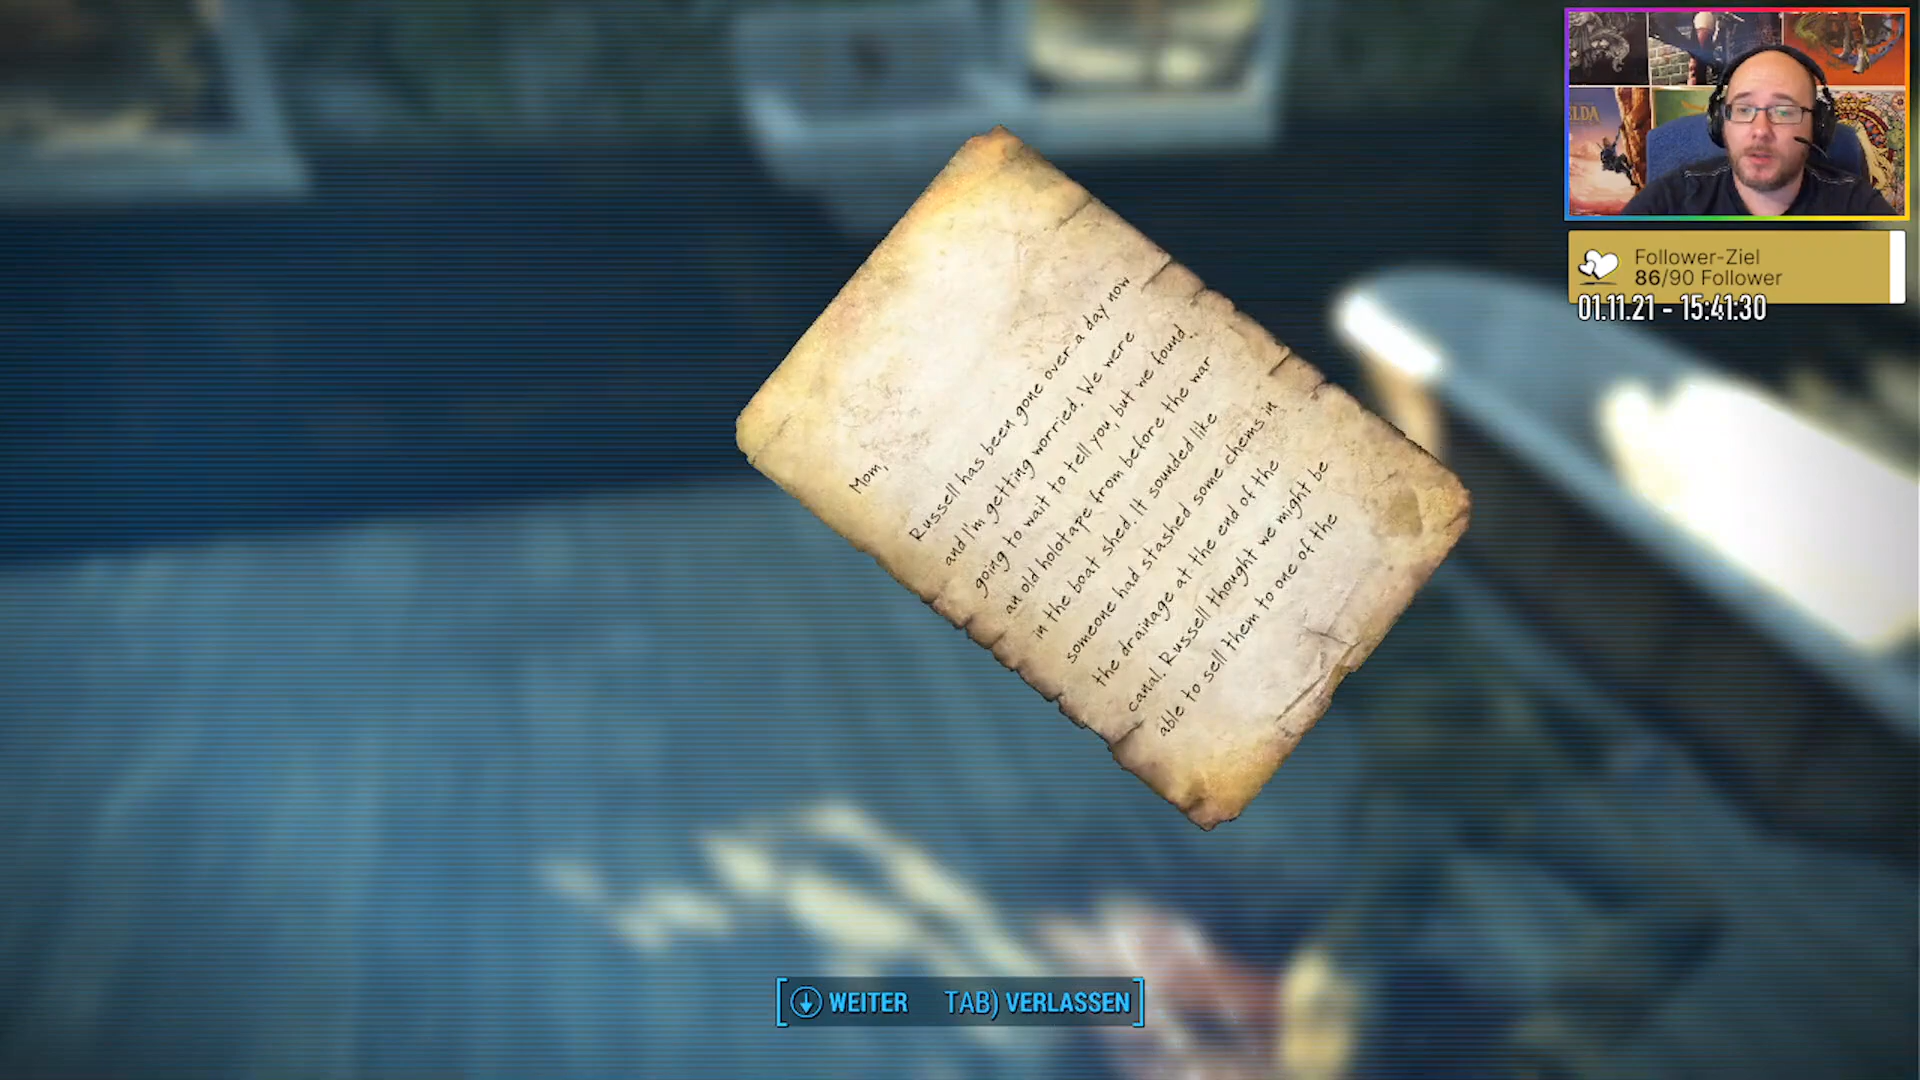 ELDA
Follower-Ziel
86/90 Follower
01.11.21 - 15:41:30
Mom,
Russell has been gone over a day now
and I'm getting worried. We were
going to wait to tell you, but we found
an old holotape from before the war
in the boat shed. It sounded like
someone had stashed some chems in
the drainage at the end of the
canal. Russell thought we might be
able to sell them to one of the
WEITER TAB) VERLASSEN